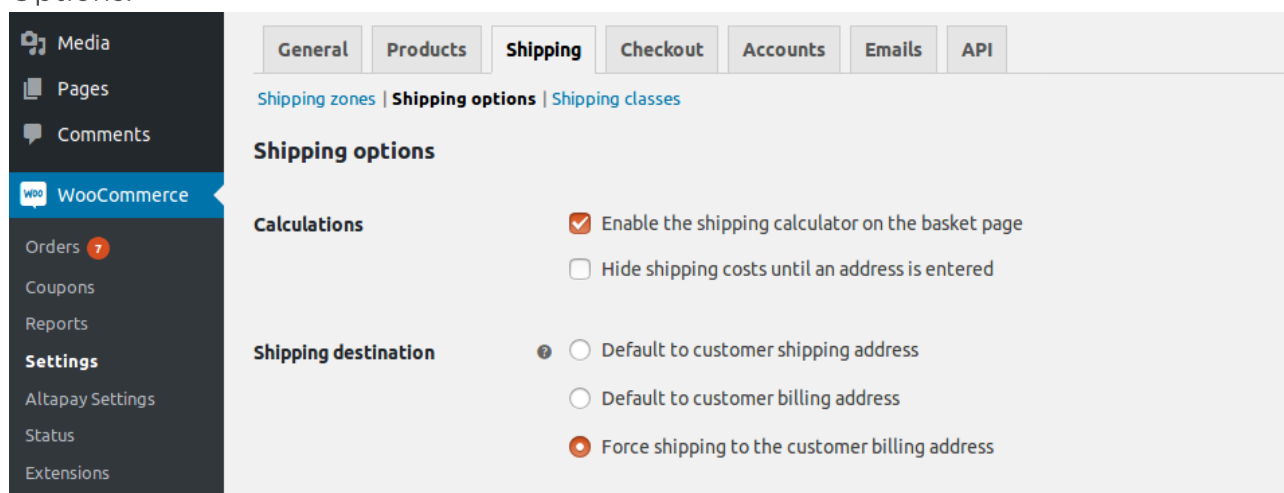 Media
Pages
Comments
WooCommerce
Orders 7
Coupons
Reports
Settings
Altapay Settings
Status
Extensions
General Products Shipping Checkout Accounts Emails API
Shipping zones | Shipping options | Shipping classes
Shipping options
Calculations
Enable the shipping calculator on the basket page
Hide shipping costs until an address is entered
Shipping destination
Default to customer shipping address
Default to customer billing address
Force shipping to the customer billing address